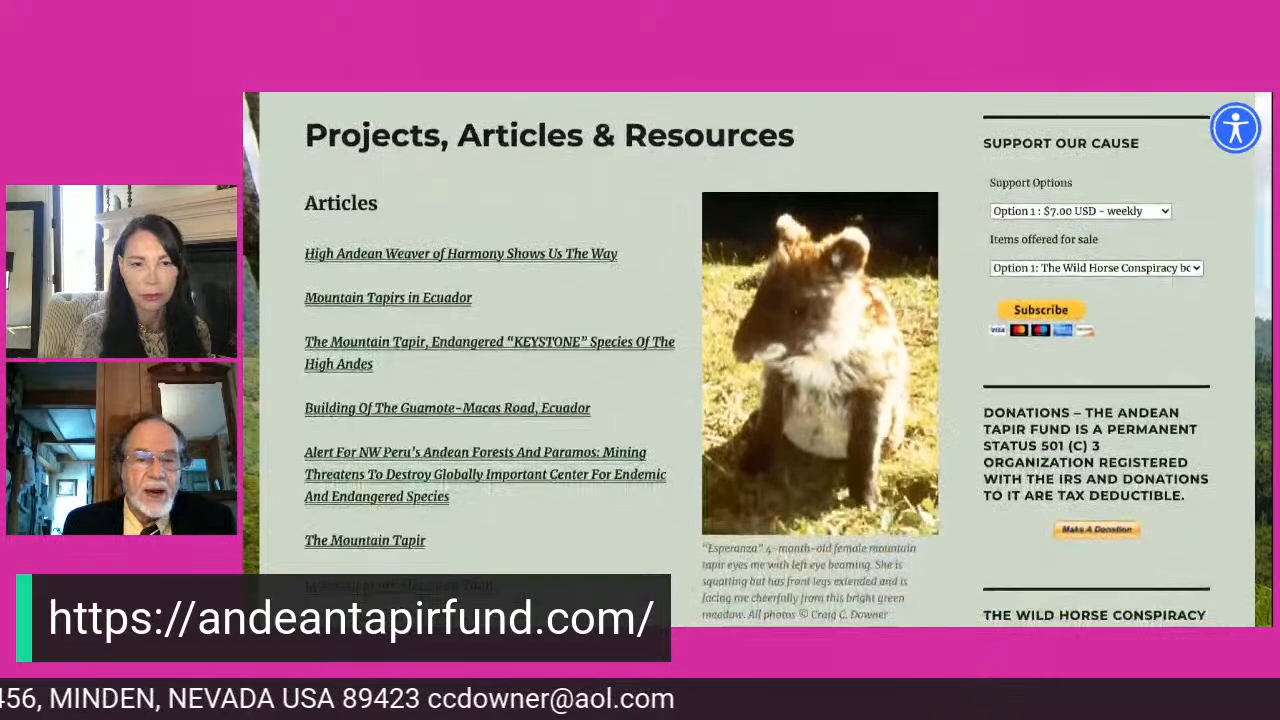 Projects, Articles & Resources
Articles
High Andean Weaver of Harmony Shows Us The Way
Mountain Tapirs in Ecuador
The Mountain Tapir, Endangered “KEYSTONE” Species Of The
High Andes
Building Of The Guamote-Macas Road, Ecuador
Alert For NW Peru’s Andean Forests And Paramos: Mining
Threatens To Destroy Globally Important Center For Endemic
And Endangered Species
The Mountain Tapir
“Esperanza” 4-month-old female mountain
tapir eyes me with left eye beaming. She is
squatting but has front legs extended and is
facing me cheerfully from this bright green
meadow. All photos © Craig C. Downer
SUPPORT OUR CAUSE
Support Options
Option 1 : $7.00 USD - weekly
Items offered for sale
Option 1: The Wild Horse Conspiracy bc
Subscribe
VISA
DONATIONS – THE ANDEAN
TAPIR FUND IS A PERMANENT
STATUS 501 (C) 3
ORGANIZATION REGISTERED
WITH THE IRS AND DONATIONS
TO IT ARE TAX DEDUCTIBLE.
Make A Donation
THE WILD HORSE CONSPIRACY
https://andeantapirfund.com/
456, MINDEN, NEVADA USA 89423 ccdowner@aol.com